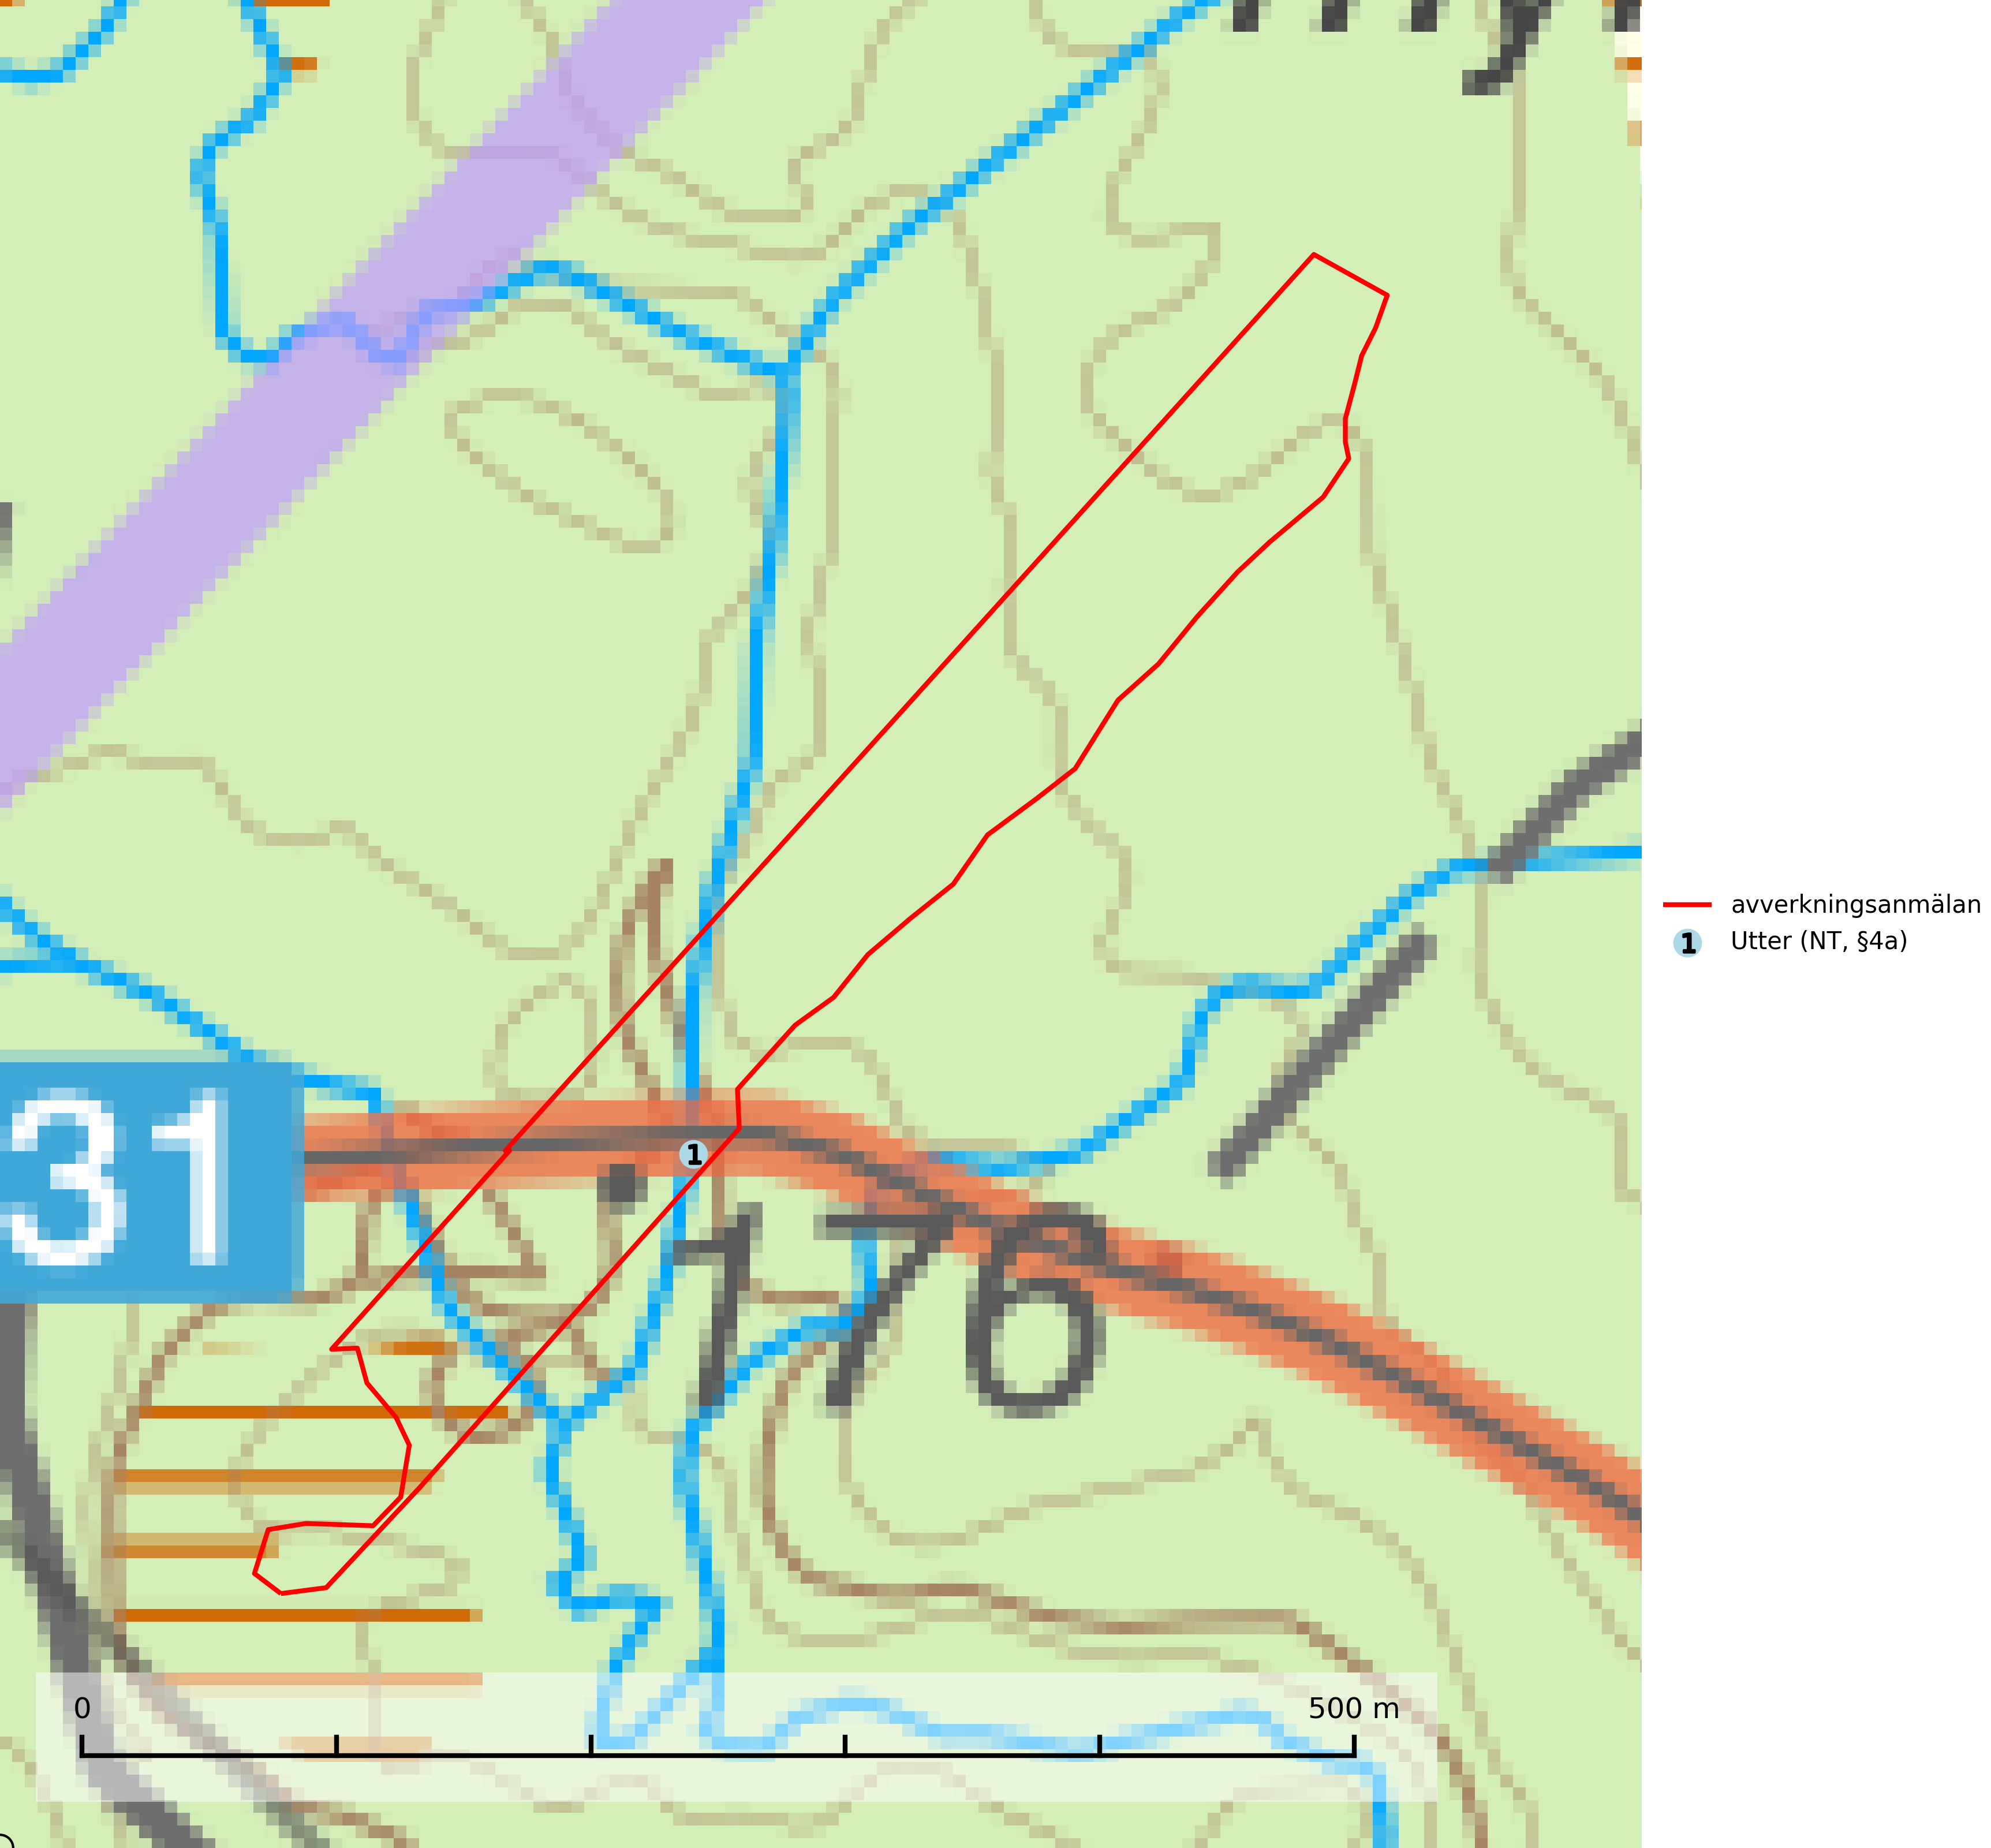 avverkningsanmälan
1 Utter (NT, §4a)
31
1
176
0
500 m